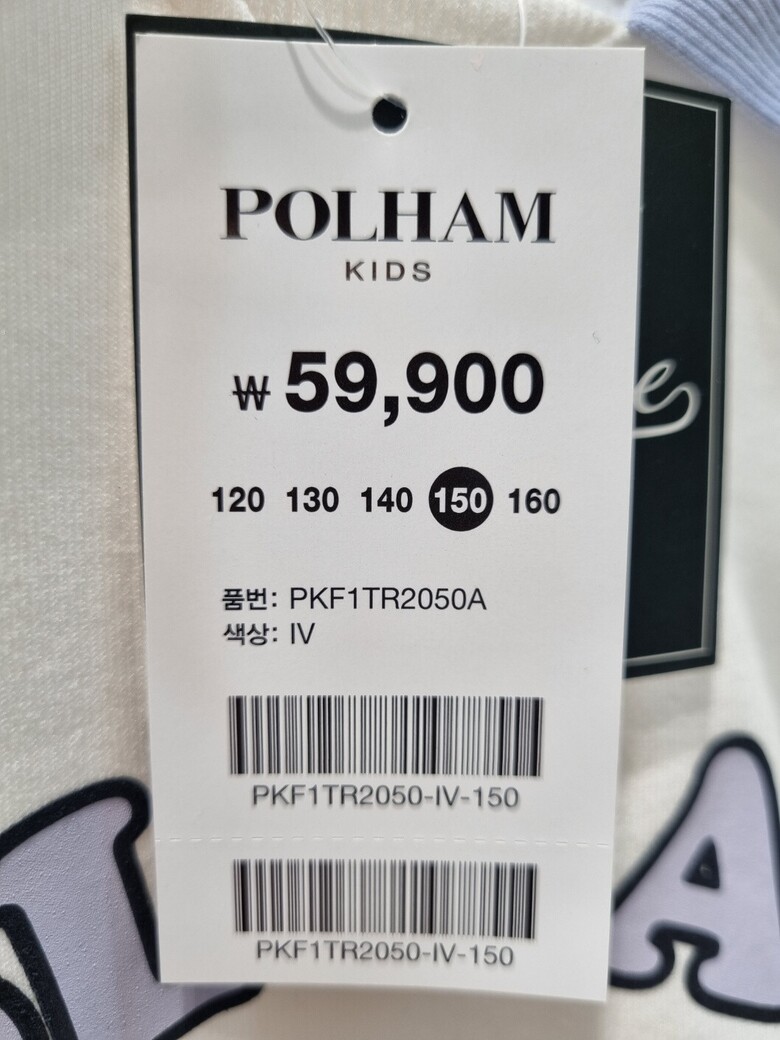 POLHAM
KIDS
₩59,900
120 130 140 150 160
품번: PKF1TR2050A
색상: IV
PKF1TR2050-IV-150
PKF1TR2050-IV-150
A